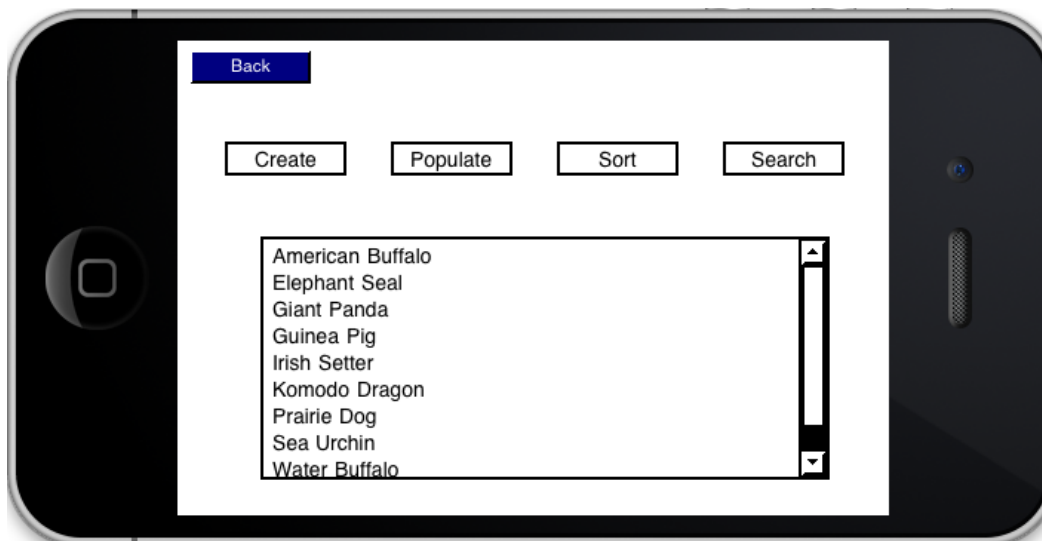 Back
Create Populate Sort Search
American Buffalo
Elephant Seal
Giant Panda
Guinea Pig
Irish Setter
Komodo Dragon
Prairie Dog
Sea Urchin
Water Buffalo